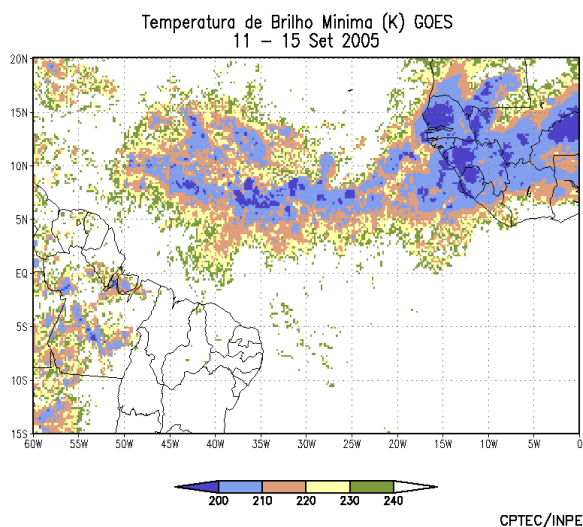 Temperatura de Brilho Minima (K) GOES
11 – 15 Set 2005
20N
15N
10N
5N
EQ
5S
10S
15S
60W 55W 50W 45W 40W 35W 30W 25W 20W 15W 10W 5W 0
200 210 220 230 240
CPTEC/INPE